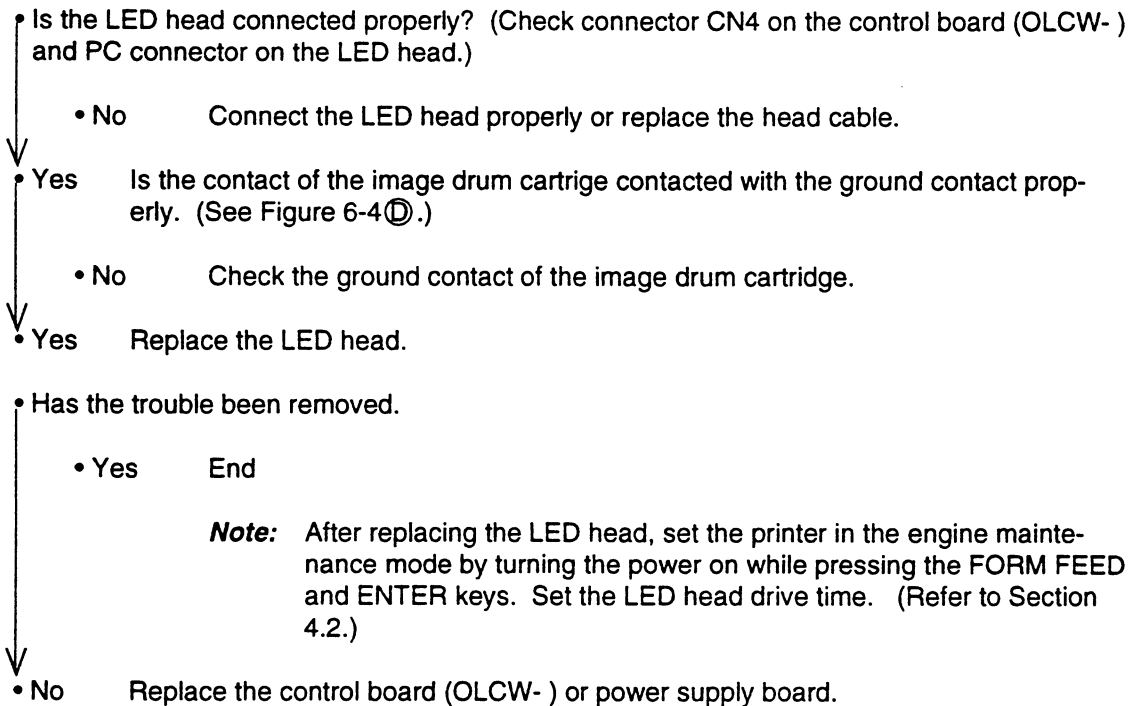 • Is the LED head connected properly? (Check connector CN4 on the control board (OLCW- )
and PC connector on the LED head.)
• No Connect the LED head properly or replace the head cable.
• Yes Is the contact of the image drum cartrige contacted with the ground contact prop-
erly. (See Figure 6-4Ⓓ.)
• No Check the ground contact of the image drum cartridge.
• Yes Replace the LED head.
• Has the trouble been removed.
• Yes End
Note: After replacing the LED head, set the printer in the engine mainte-
nance mode by turning the power on while pressing the FORM FEED
and ENTER keys. Set the LED head drive time. (Refer to Section
4.2.)
• No Replace the control board (OLCW- ) or power supply board.